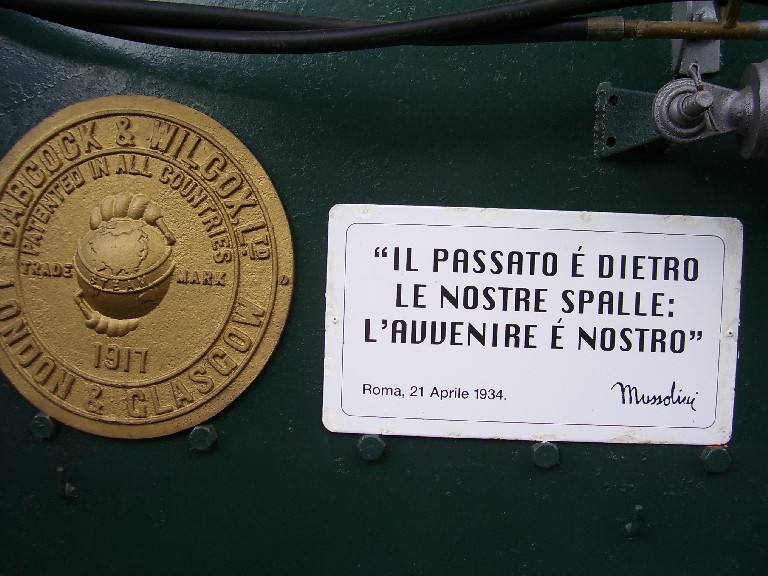 BABCOCK & WILCOX, LTD
PATENTED IN ALL COUNTRIES
TRADE MARK
STEAM
1917
LONDON & GLASGOW
“IL PASSATO É DIETRO
LE NOSTRE SPALLE:
L'AVVENIRE É NOSTRO”
Roma, 21 Aprile 1934.
Mussolini